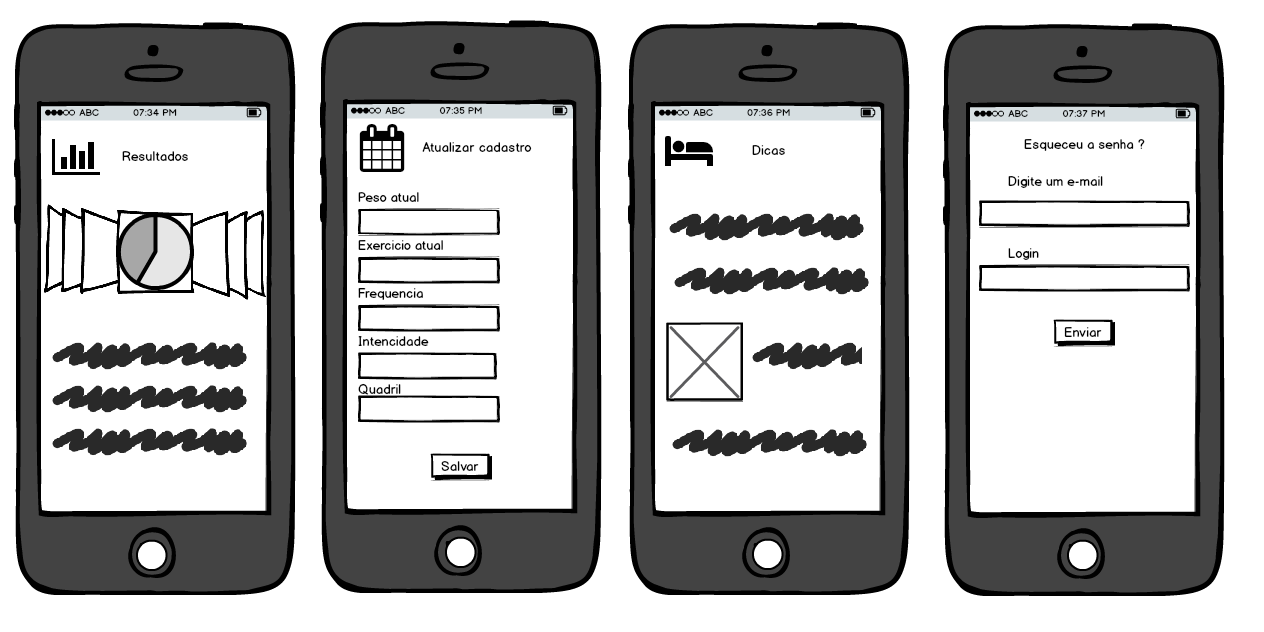 ABC 07:34 PM
Resultados
ABC 07:35 PM
Atualizar cadastro
Peso atual
Exercicio atual
Frequencia
Intencidade
Quadril
Salvar
ABC 07:36 PM
Dicas
ABC 07:37 PM
Esqueceu a senha ?
Digite um e-mail
Login
Enviar